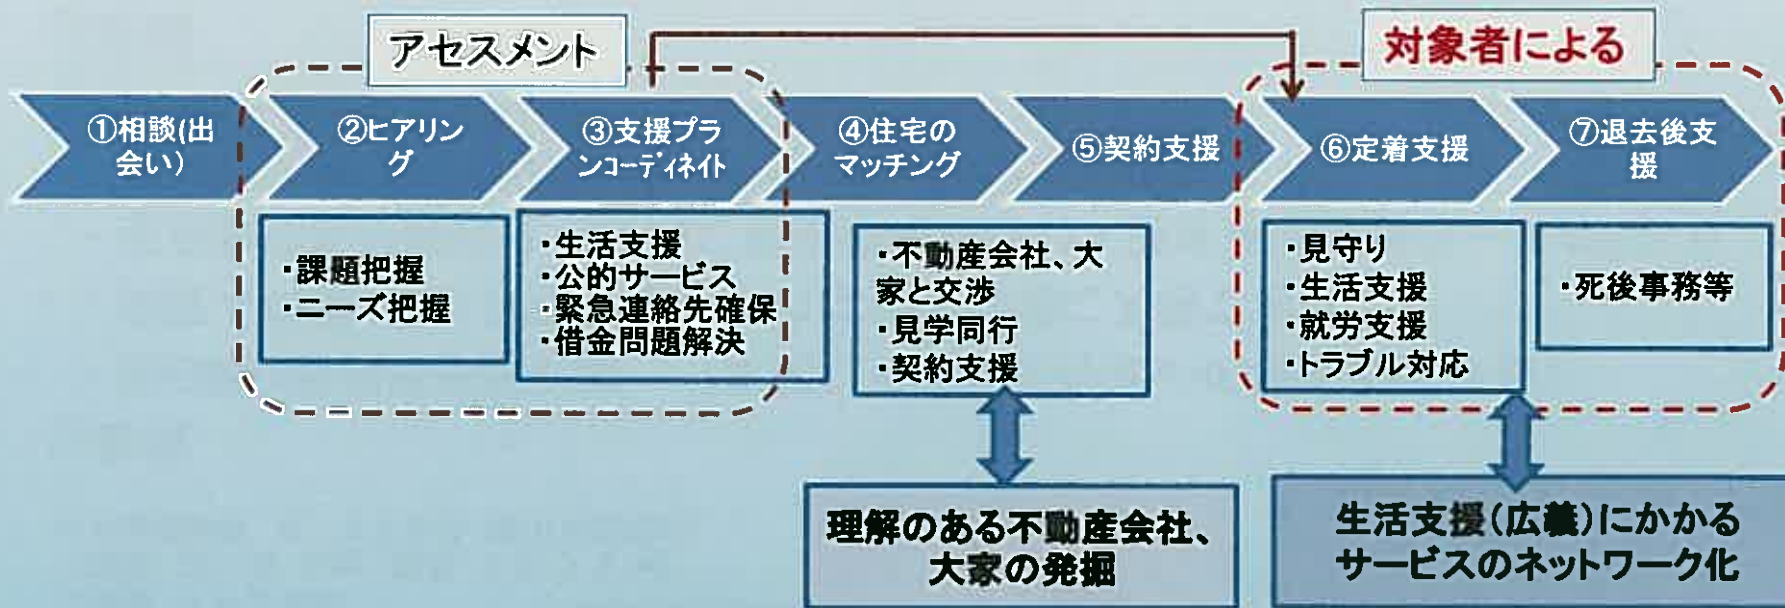 アセスメント
対象者による
①相談(出
会い)
②ヒアリン
グ
③支援プラ
ンコーディネイト
④住宅の
マッチング
⑤契約支援
⑥定着支援
⑦退去後支
援
・課題把握
・ニーズ把握
・生活支援
・公的サービス
・緊急連絡先確保
・借金問題解決
・不動産会社、大
家と交渉
・見学同行
・契約支援
・見守り
・生活支援
・就労支援
・トラブル対応
・死後事務等
理解のある不動産会社、
大家の発掘
生活支援(広義)にかかる
サービスのネットワーク化